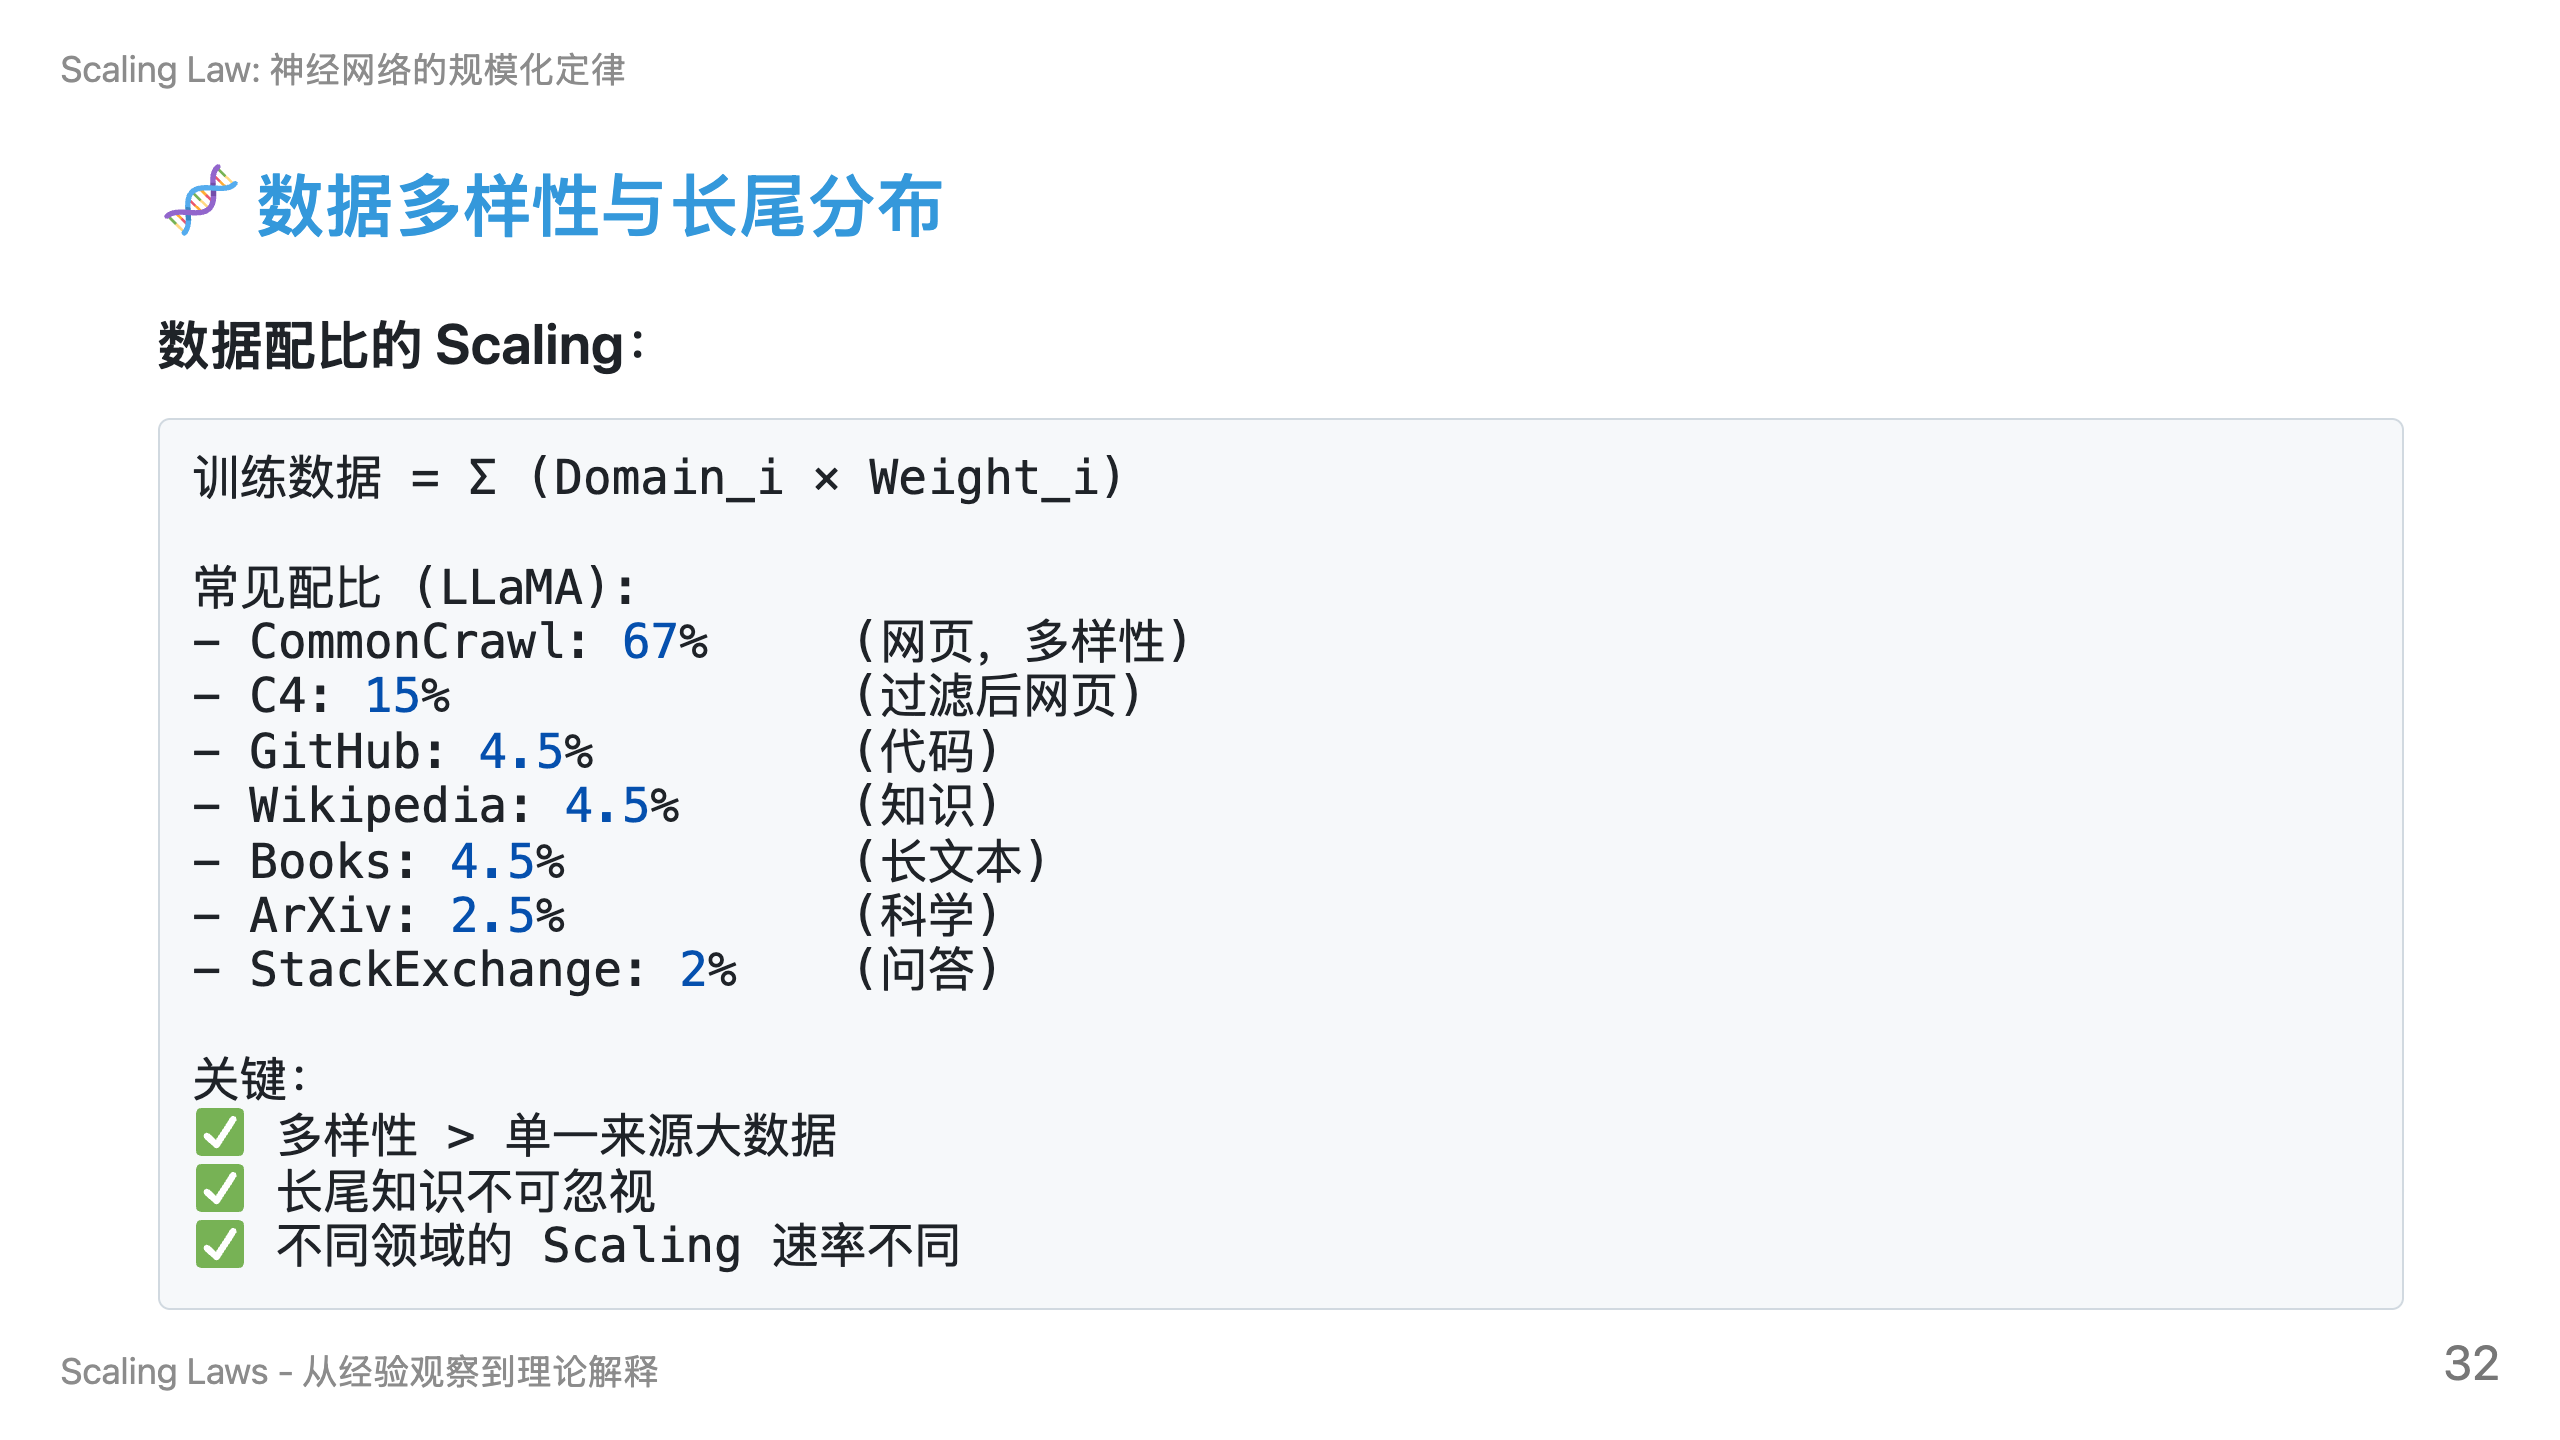 Scaling Law: 神经网络的规模化定律
🧬 数据多样性与长尾分布
数据配比的 Scaling：
训练数据 = Σ (Domain_i × Weight_i)
常见配比 (LLaMA):
- CommonCrawl: 67% (网页，多样性)
- C4: 15% (过滤后网页)
- GitHub: 4.5% (代码)
- Wikipedia: 4.5% (知识)
- Books: 4.5% (长文本)
- ArXiv: 2.5% (科学)
- StackExchange: 2% (问答)
关键：
✅ 多样性 > 单一来源大数据
✅ 长尾知识不可忽视
✅ 不同领域的 Scaling 速率不同
Scaling Laws - 从经验观察到理论解释
32